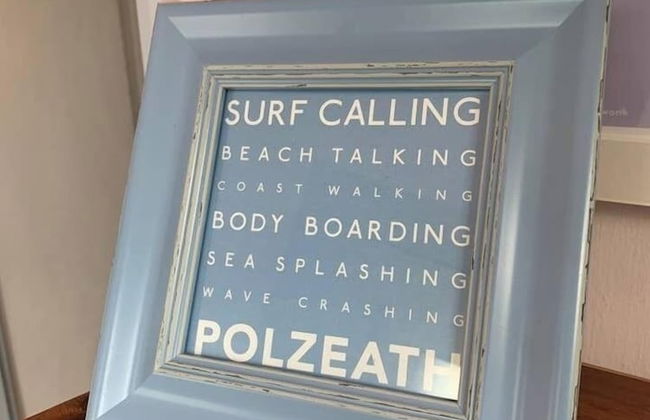 SURF CALLING
BEACH TALKING
COAST WALKING
BODY BOARDING
SEA SPLASHING
WAVE CRASHING
POLZEATH